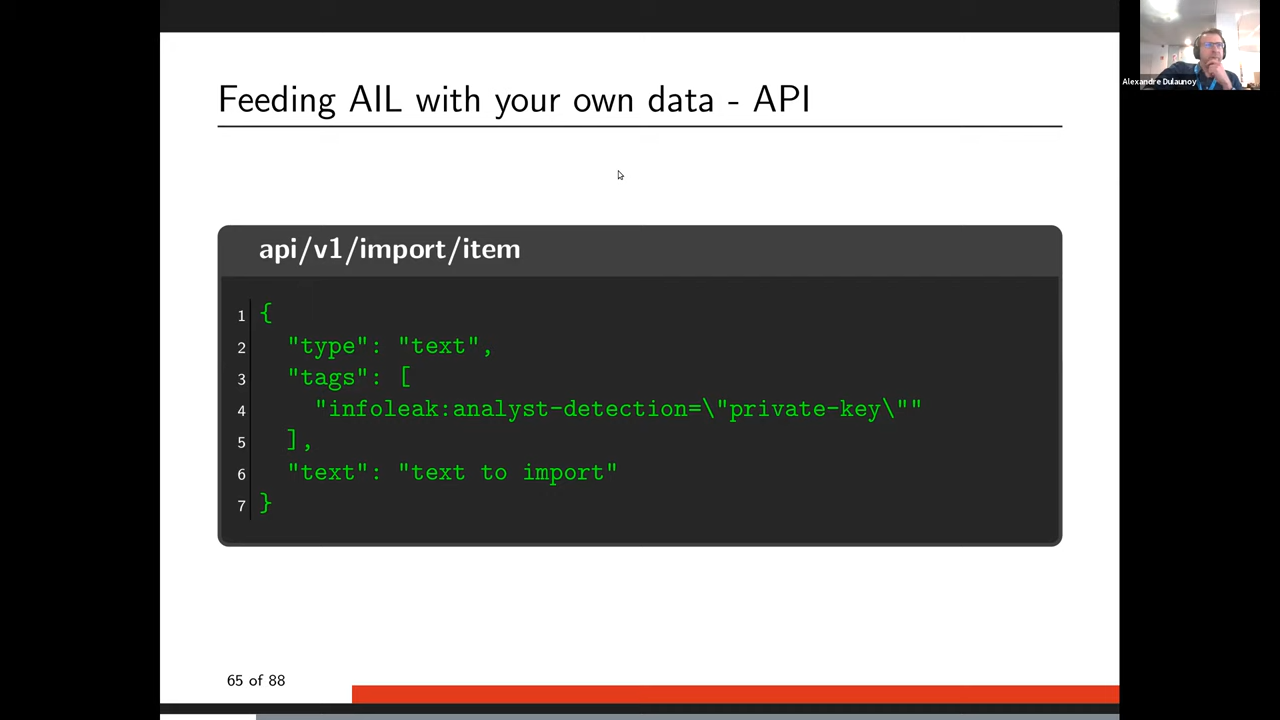 Alexandre Dulaunoy
Feeding AIL with your own data - API
api/v1/import/item
1 {
2 "type": "text",
3 "tags": [
4 "infoleak:analyst-detection=\"private-key\""
5 ],
6 "text": "text to import"
7 }
65 of 88